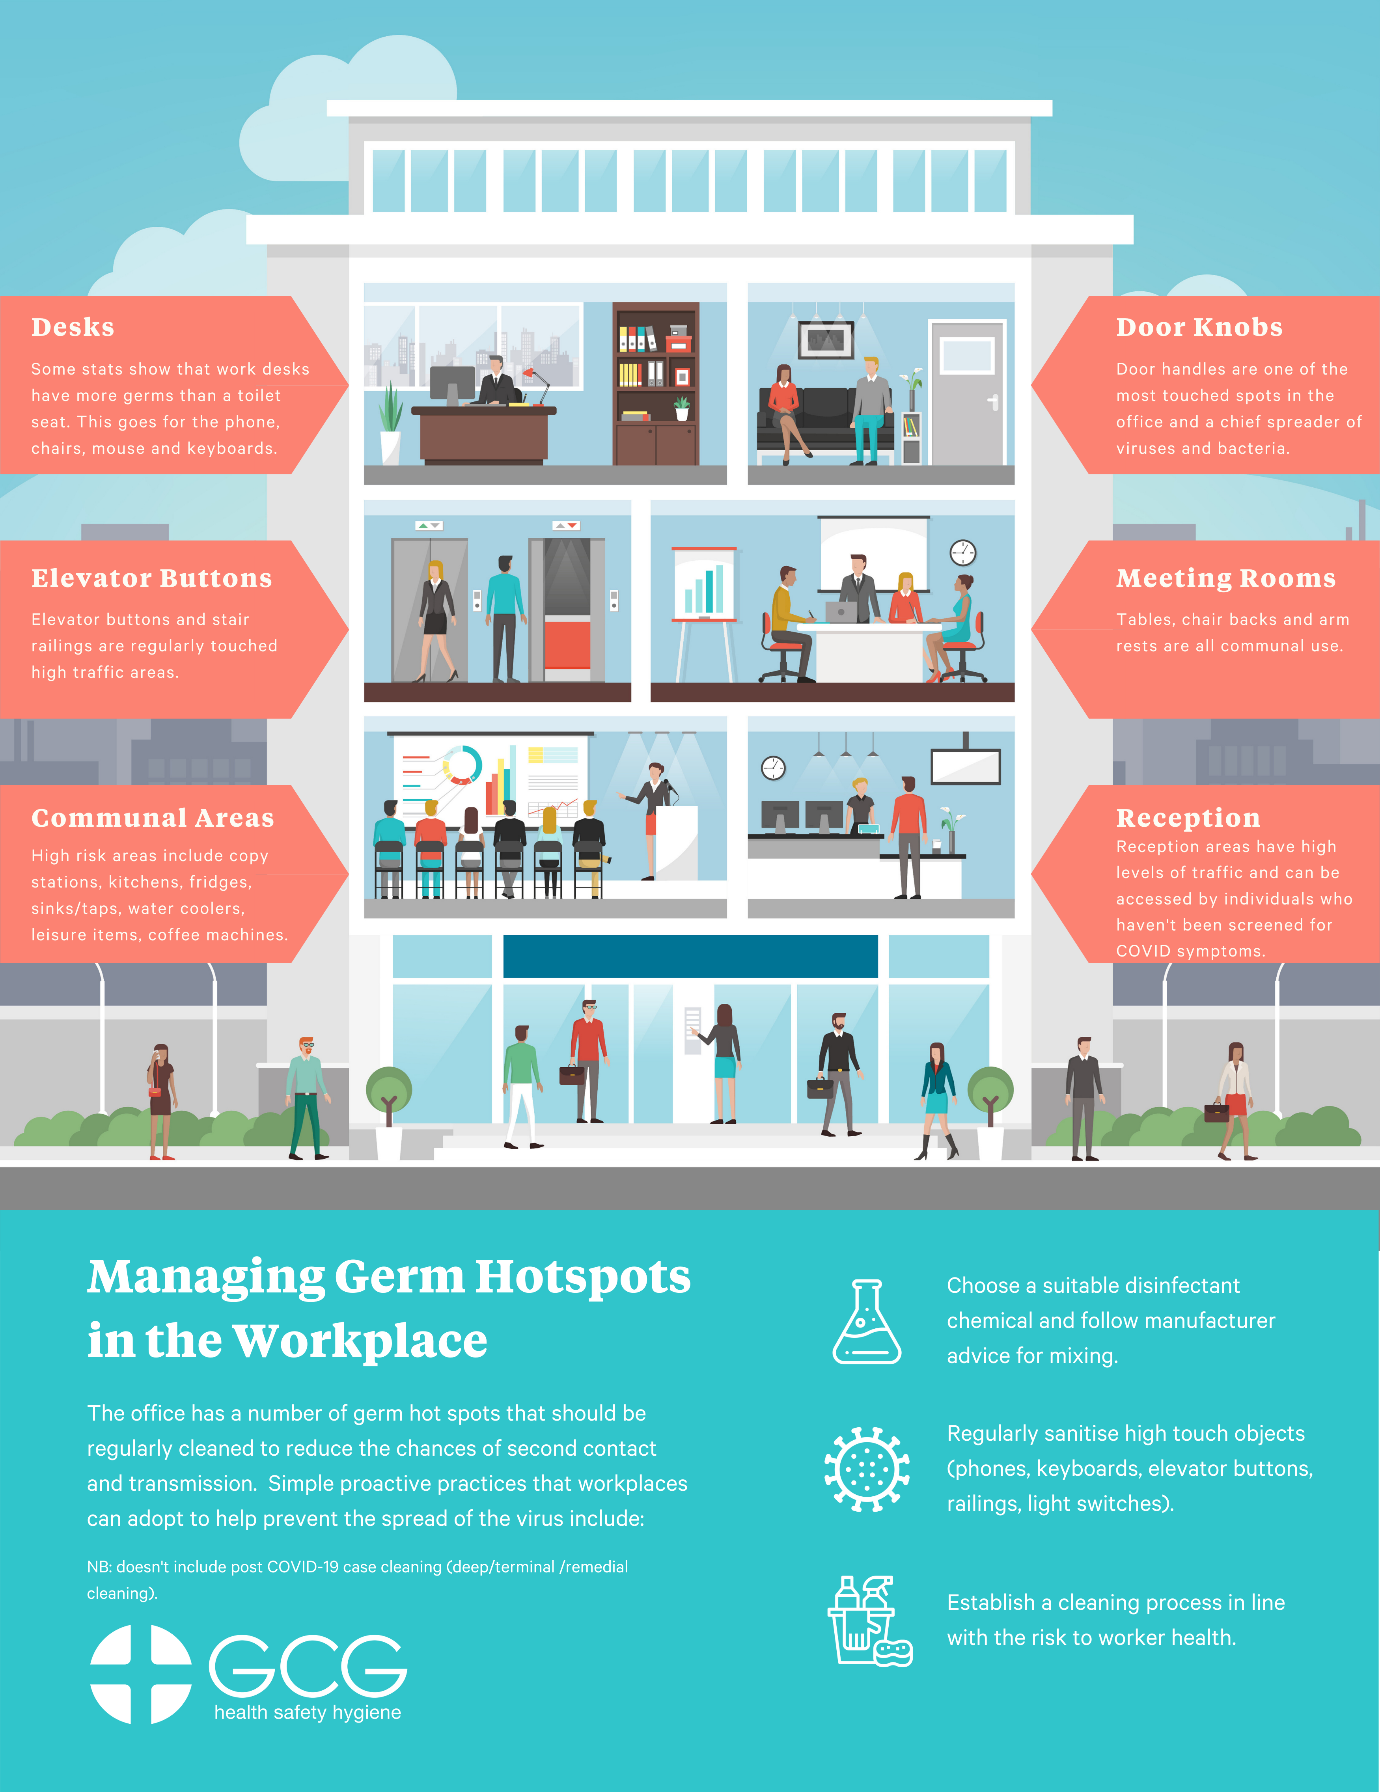 Desks
Some stats show that work desks
have more germs than a toilet
seat. This goes for the phone,
chairs, mouse and keyboards.
Door Knobs
Door handles are one of the
most touched spots in the
office and a chief spreader of
viruses and bacteria.
Elevator Buttons
Elevator buttons and stair
railings are regularly touched
high traffic areas.
Meeting Rooms
Tables, chair backs and arm
rests are all communal use.
Communal Areas
High risk areas include copy
stations, kitchens, fridges,
sinks/taps, water coolers,
leisure items, coffee machines.
Reception
Reception areas have high
levels of traffic and can be
accessed by individuals who
haven't been screened for
COVID symptoms.
Managing Germ Hotspots
in the Workplace
The office has a number of germ hot spots that should be
regularly cleaned to reduce the chances of second contact
and transmission. Simple proactive practices that workplaces
can adopt to help prevent the spread of the virus include:
NB: doesn't include post COVID-19 case cleaning (deep/terminal /remedial
cleaning).
GCG
health safety hygiene
Choose a suitable disinfectant
chemical and follow manufacturer
advice for mixing.
Regularly sanitise high touch objects
(phones, keyboards, elevator buttons,
railings, light switches).
Establish a cleaning process in line
with the risk to worker health.